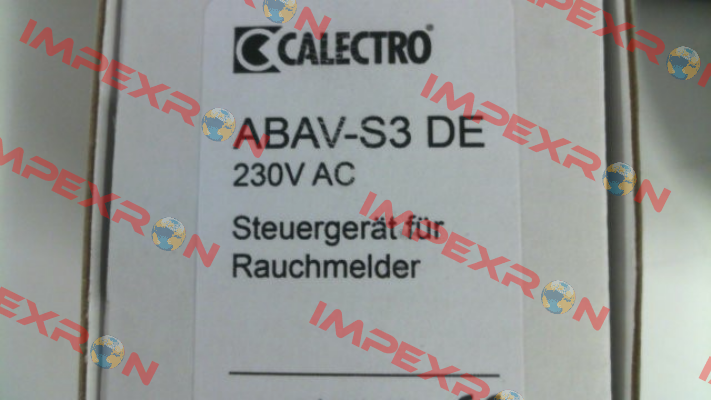 CALECTRO®
ABAV-S3 DE
230V AC
Steuergerät für
Rauchmelder
IMPEXRON
IMPEXRON
IMPEXRON
IMPEXRON
IMPEXRON
IMPEXRON